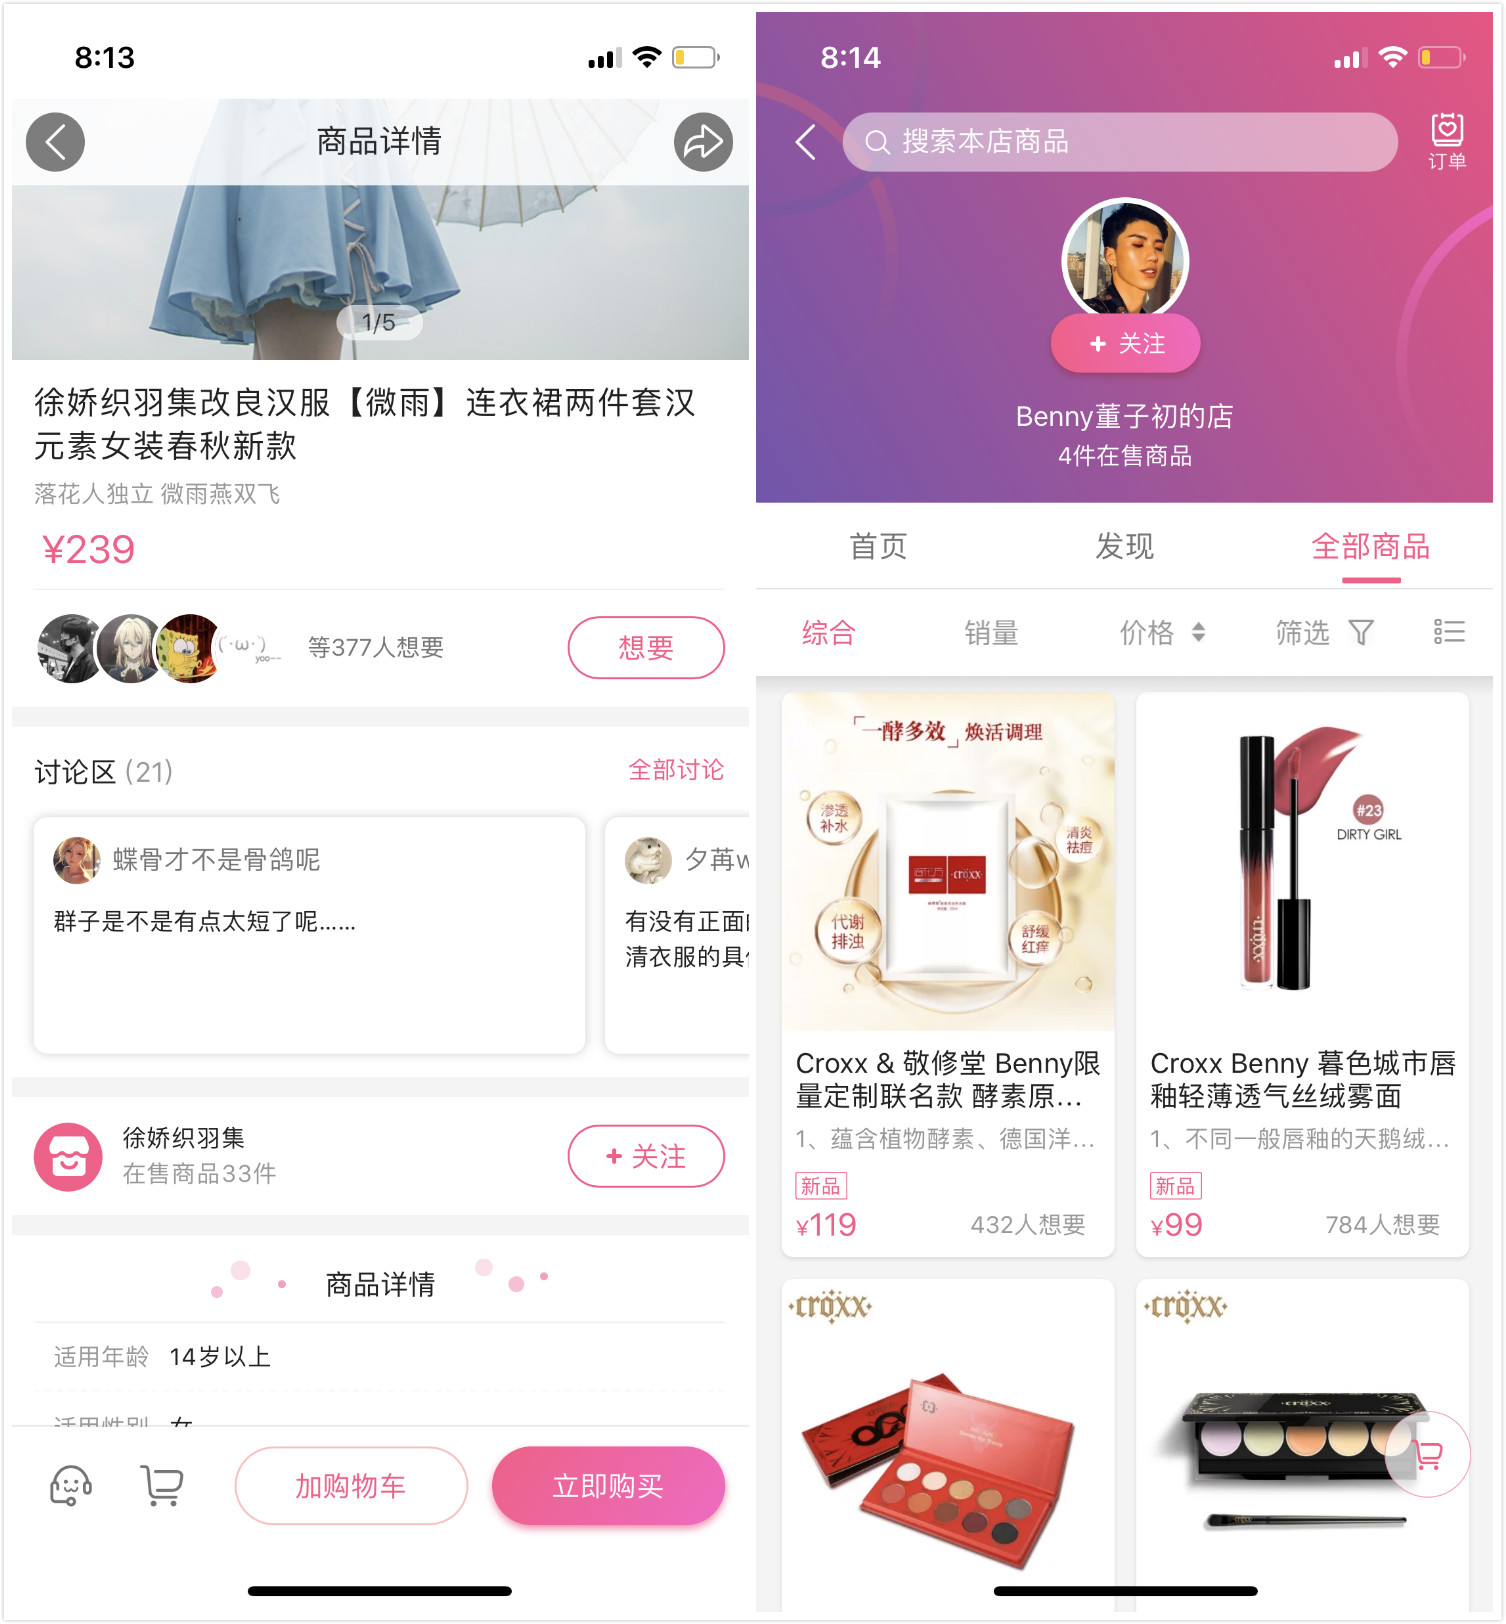 8:13
商品详情
1/5
徐娇织羽集改良汉服【微雨】连衣裙两件套汉
元素女装春秋新款
落花人独立 微雨燕双飞
¥239
(´·ω·`)
yoo~~
等377人想要
想要
讨论区 (21)
全部讨论
蝶骨才不是骨鸽呢
群子是不是有点太短了呢……
夕苒w
有没有正面
清衣服的具
徐娇织羽集
在售商品33件
+ 关注
商品详情
适用年龄 14岁以上
适用性别 女
加购物车
立即购买
8:14
搜索本店商品
订单
+ 关注
Benny董子初的店
4件在售商品
首页
发现
全部商品
综合
销量
价格
筛选
「一酵多效」焕活调理
渗透
补水
清炎
祛痘
代谢
排浊
舒缓
红痒
croxx
Croxx & 敬修堂 Benny限
量定制联名款 酵素原...
1、蕴含植物酵素、德国洋...
新品
¥119
432人想要
#23
DIRTY GIRL
croxx
Croxx Benny 暮色城市唇
釉轻薄透气丝绒雾面
1、不同一般唇釉的天鹅绒...
新品
¥99
784人想要
croxx
croxx
croxx
croxx